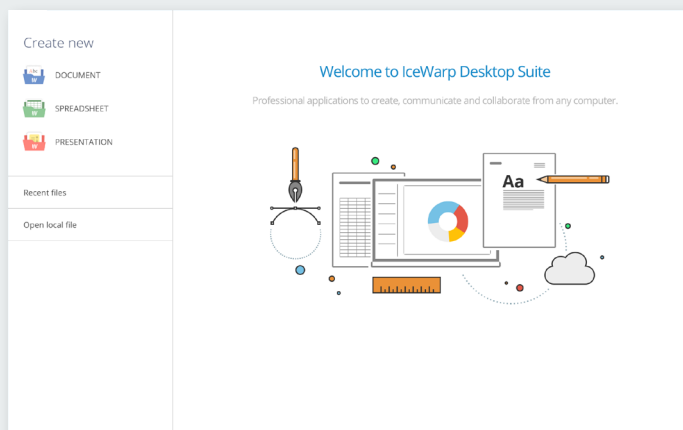 Create new
DOCUMENT
SPREADSHEET
PRESENTATION
Recent files
Open local file
Welcome to IceWarp Desktop Suite
Professional applications to create, communicate and collaborate from any computer.
Aa